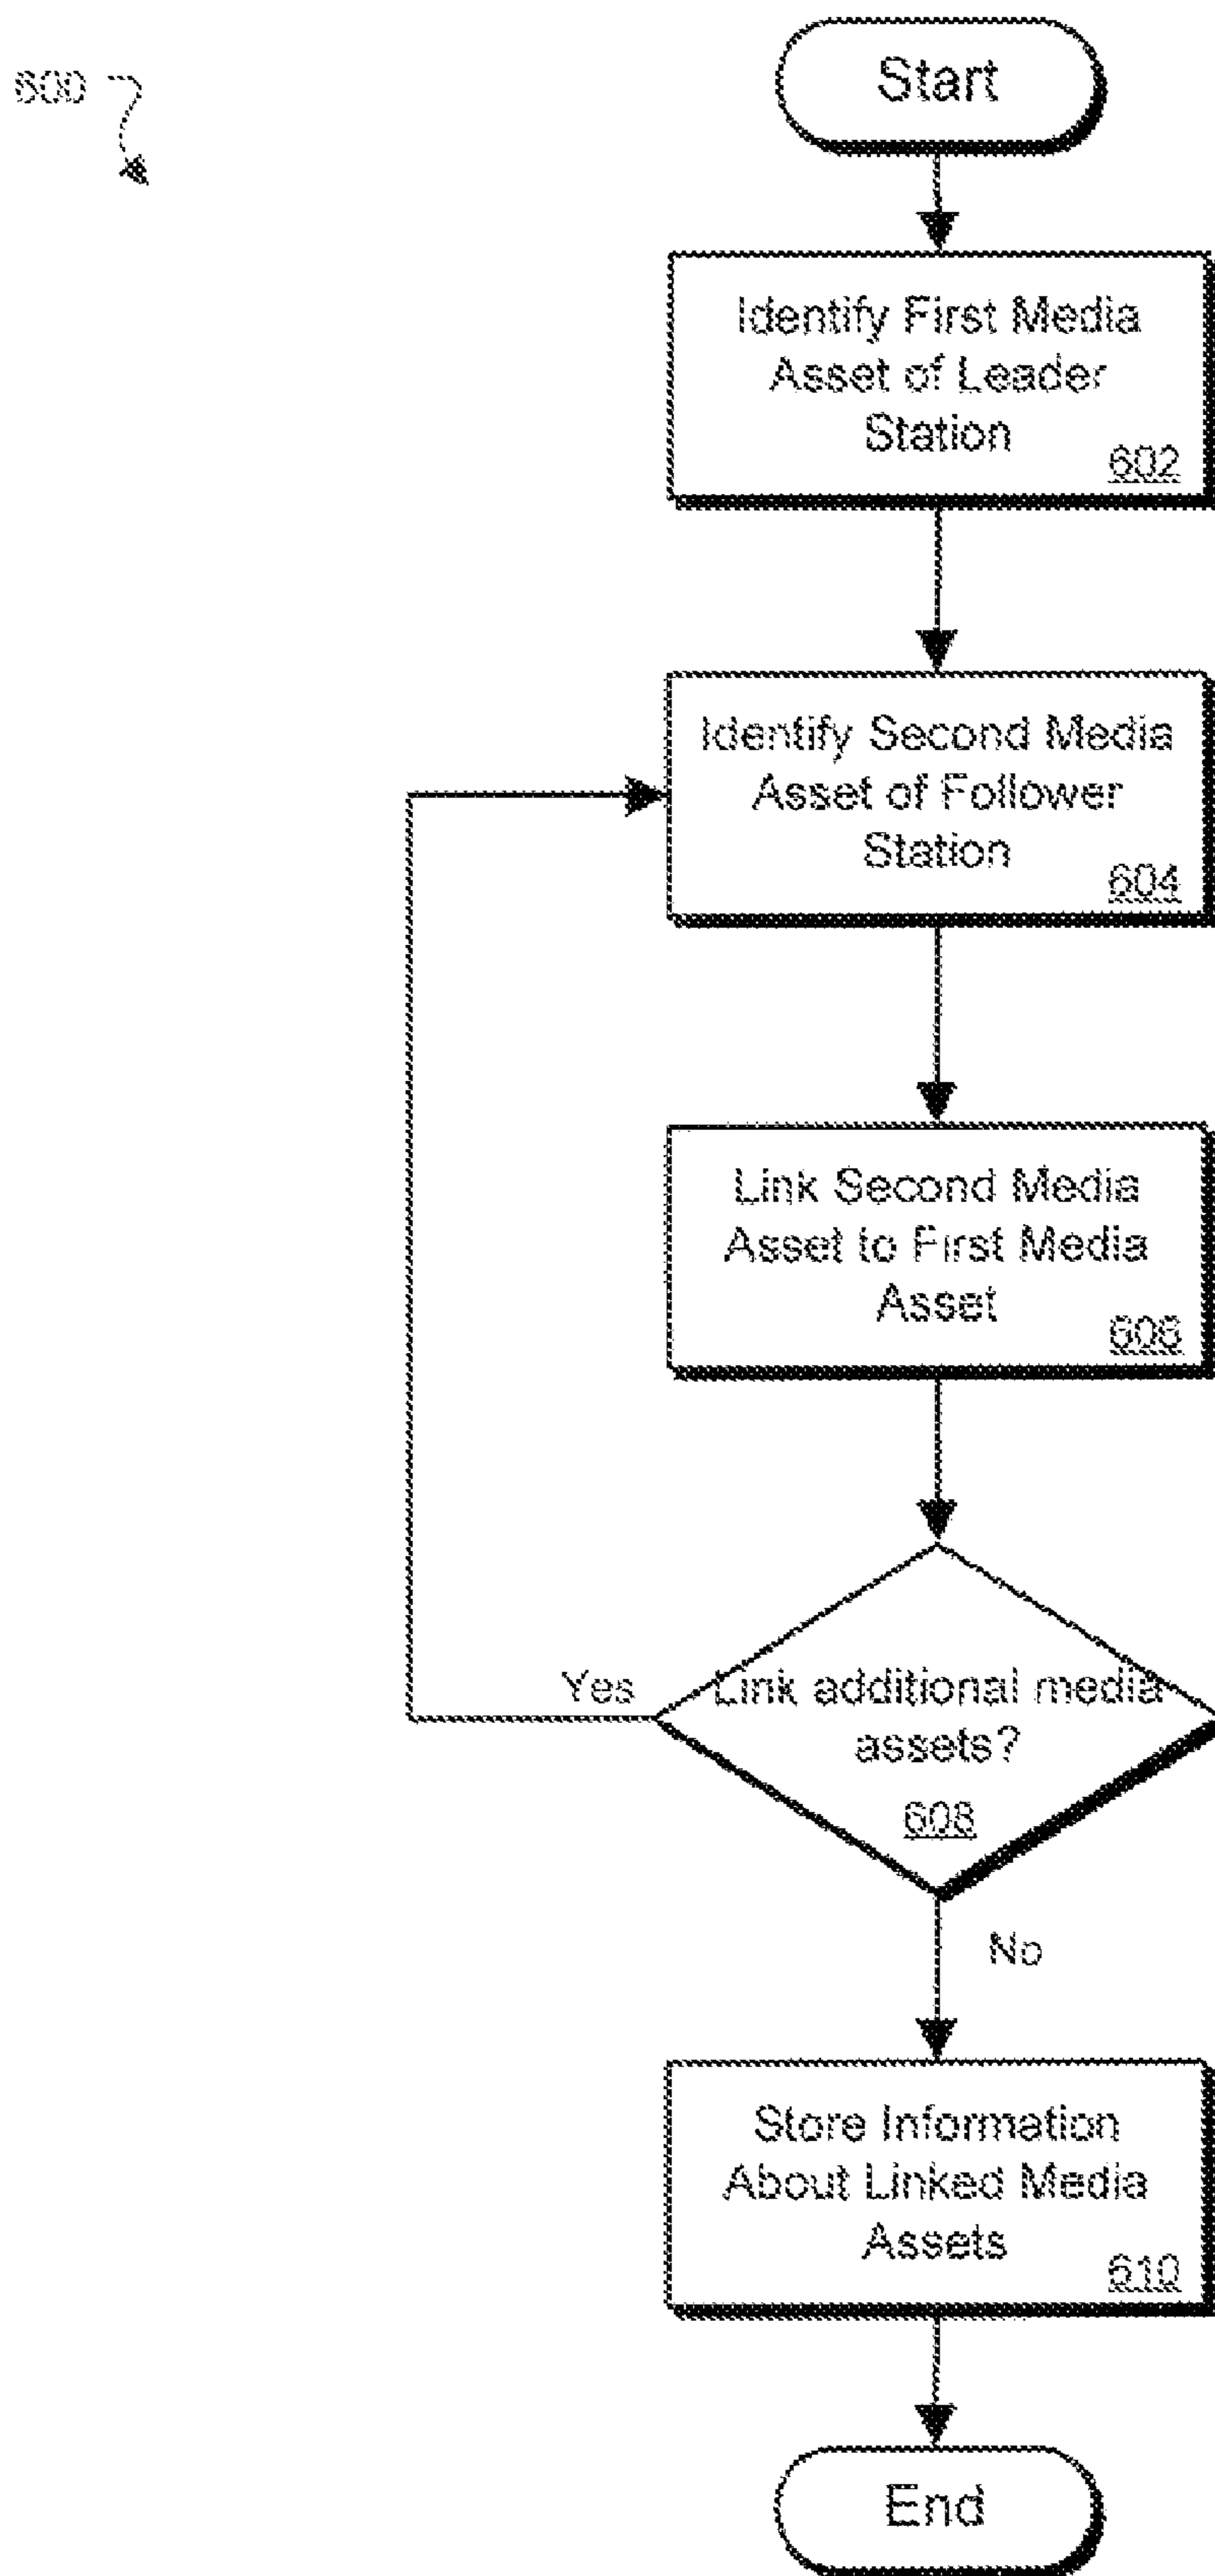 600
Start
Identify First Media
Asset of Leader
Station
602
Identify Second Media
Asset of Follower
Station
604
Link Second Media
Asset to First Media
Asset
606
Yes
Link additional media
assets?
608
No
Store Information
About Linked Media
Assets
610
End